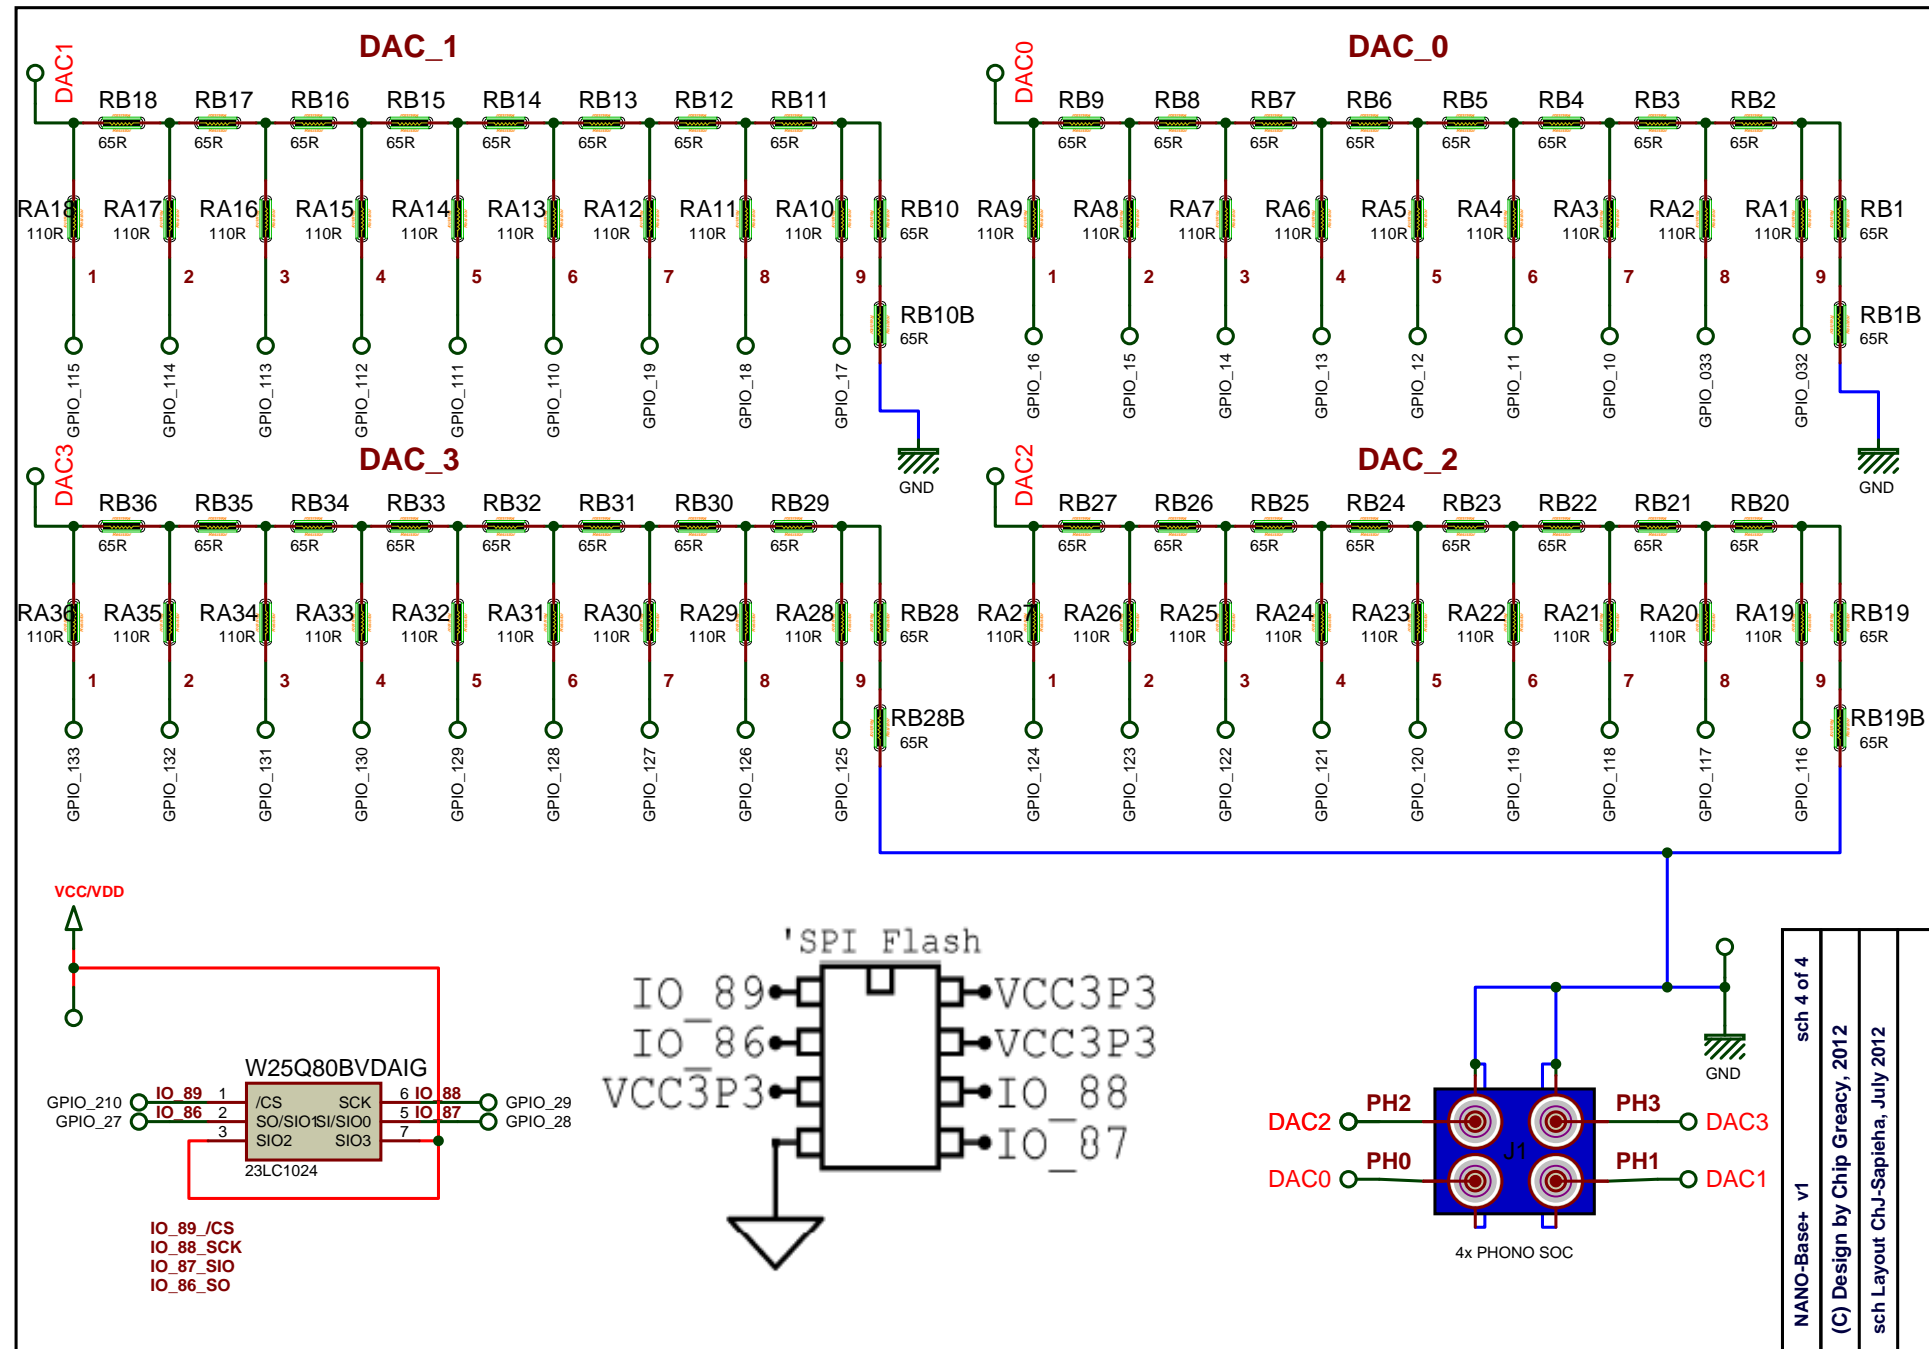 DAC_1
DAC1
RB18 RB17 RB16 RB15 RB14 RB13 RB12 RB11
65R 65R 65R 65R 65R 65R 65R 65R
RA18 RA17 RA16 RA15 RA14 RA13 RA12 RA11 RA10 RB10
110R 110R 110R 110R 110R 110R 110R 110R 110R 65R
1 2 3 4 5 6 7 8 9
RB10B
65R
GPIO_115 GPIO_114 GPIO_113 GPIO_112 GPIO_111 GPIO_110 GPIO_19 GPIO_18 GPIO_17
GND
DAC_0
DAC0
RB9 RB8 RB7 RB6 RB5 RB4 RB3 RB2
65R 65R 65R 65R 65R 65R 65R 65R
RA9 RA8 RA7 RA6 RA5 RA4 RA3 RA2 RA1 RB1
110R 110R 110R 110R 110R 110R 110R 110R 110R 65R
1 2 3 4 5 6 7 8 9
RB1B
65R
GPIO_16 GPIO_15 GPIO_14 GPIO_13 GPIO_12 GPIO_11 GPIO_10 GPIO_033 GPIO_032
GND
DAC_3
DAC3
RB36 RB35 RB34 RB33 RB32 RB31 RB30 RB29
65R 65R 65R 65R 65R 65R 65R 65R
RA36 RA35 RA34 RA33 RA32 RA31 RA30 RA29 RA28 RB28
110R 110R 110R 110R 110R 110R 110R 110R 110R 65R
1 2 3 4 5 6 7 8 9
RB28B
65R
GPIO_133 GPIO_132 GPIO_131 GPIO_130 GPIO_129 GPIO_128 GPIO_127 GPIO_126 GPIO_125
DAC_2
DAC2
RB27 RB26 RB25 RB24 RB23 RB22 RB21 RB20
65R 65R 65R 65R 65R 65R 65R 65R
RA27 RA26 RA25 RA24 RA23 RA22 RA21 RA20 RA19 RB19
110R 110R 110R 110R 110R 110R 110R 110R 110R 65R
1 2 3 4 5 6 7 8 9
RB19B
65R
GPIO_124 GPIO_123 GPIO_122 GPIO_121 GPIO_120 GPIO_119 GPIO_118 GPIO_117 GPIO_116
VCC/VDD
W25Q80BVDAIG
GPIO_210 IO_89 1 /CS SCK 6 IO_88 GPIO_29
GPIO_27 IO_86 2 SO/SIO1 SI/SIO0 5 IO_87 GPIO_28
3 SIO2 SIO3 7
23LC1024
IO_89_/CS
IO_88_SCK
IO_87_SIO
IO_86_SO
'SPI Flash
IO_89 VCC3P3
IO_86 VCC3P3
VCC3P3 IO_88
IO_87
GND
DAC2 PH2 PH3 DAC3
J1
DAC0 PH0 PH1 DAC1
4x PHONO SOC
NANO-Base+ v1 sch 4 of 4
(C) Design by Chip Greacy, 2012
sch Layout ChJ-Sapieha, July 2012